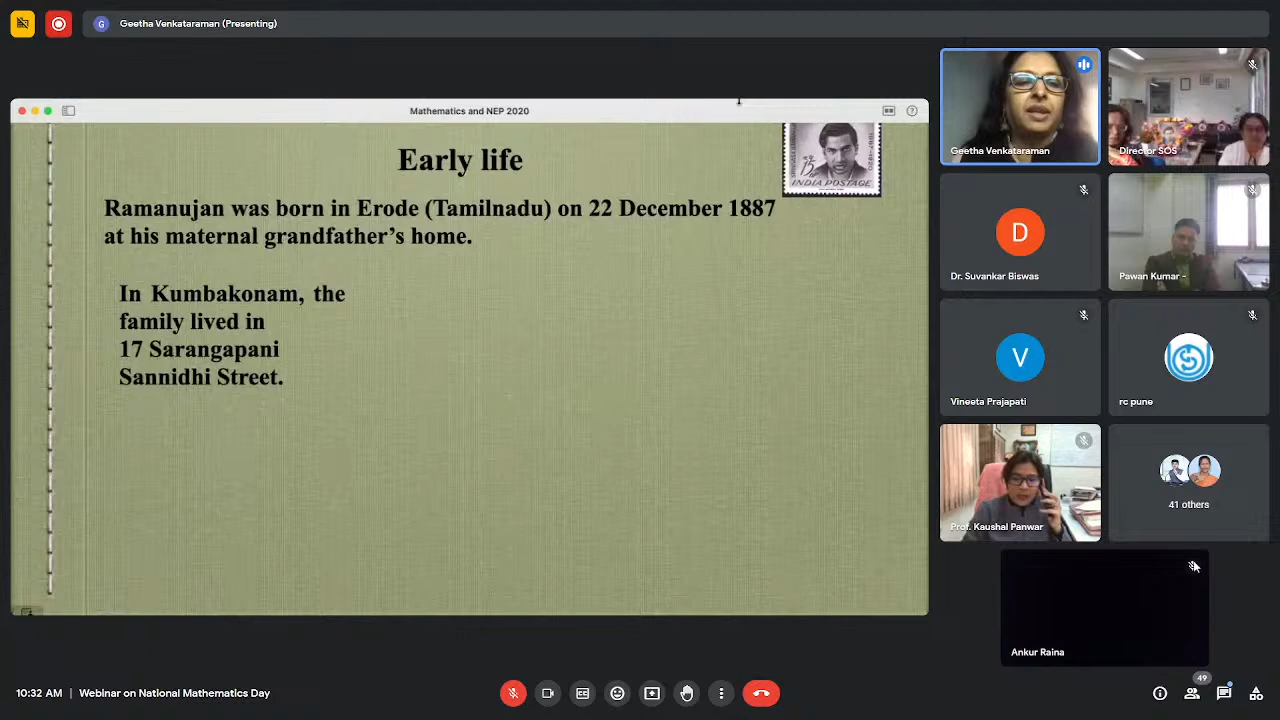 G
Geetha Venkataraman (Presenting)
Mathematics and NEP 2020
Early life
15
INDIA POSTAGE
Ramanujan was born in Erode (Tamilnadu) on 22 December 1887
at his maternal grandfather’s home.
In Kumbakonam, the
family lived in
17 Sarangapani
Sannidhi Street.
Geetha Venkataraman
Director SOS
D
Dr. Suvankar Biswas
Pawan Kumar -
V
Vineeta Prajapati
rc pune
Prof. Kaushal Panwar
41 others
Ankur Raina
10:32 AM | Webinar on National Mathematics Day
49